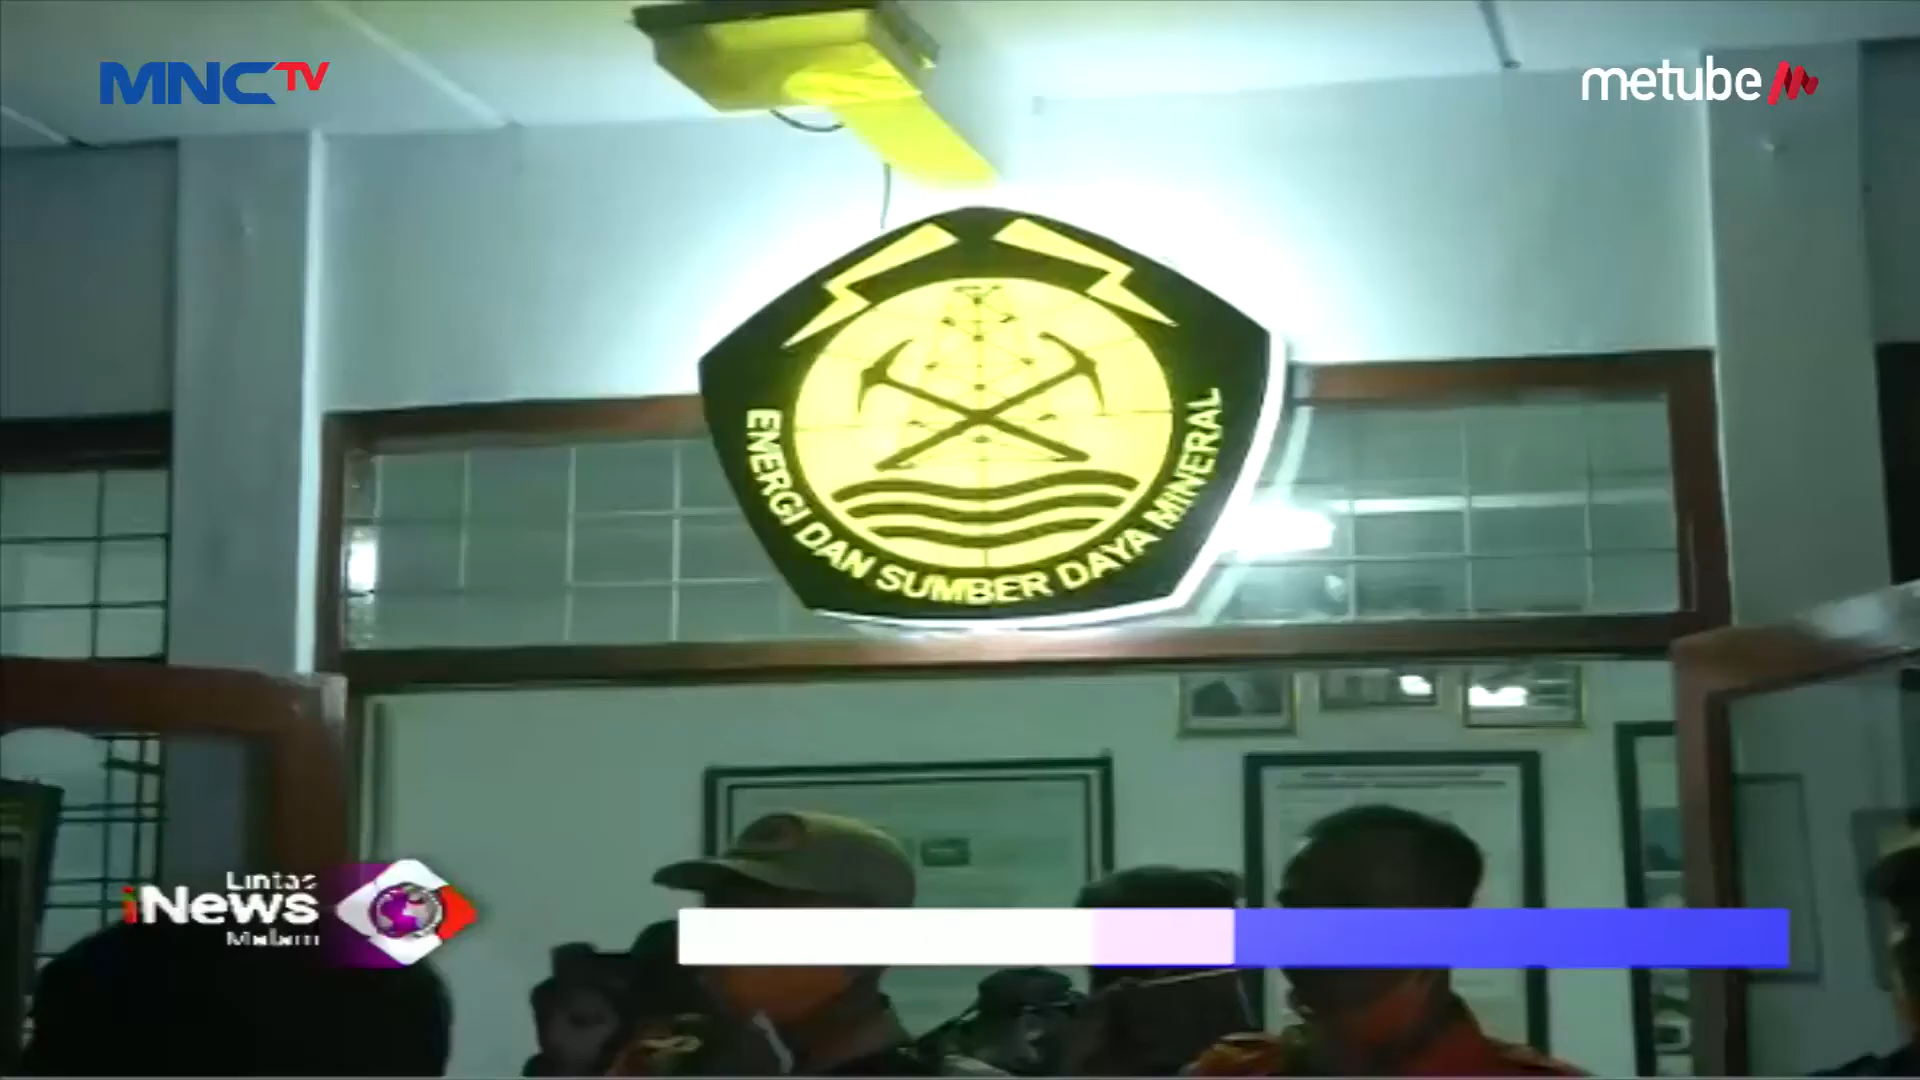 MNCTV
metube
ENERGI DAN SUMBER DAYA MINERAL
Lintas
iNews
Malam